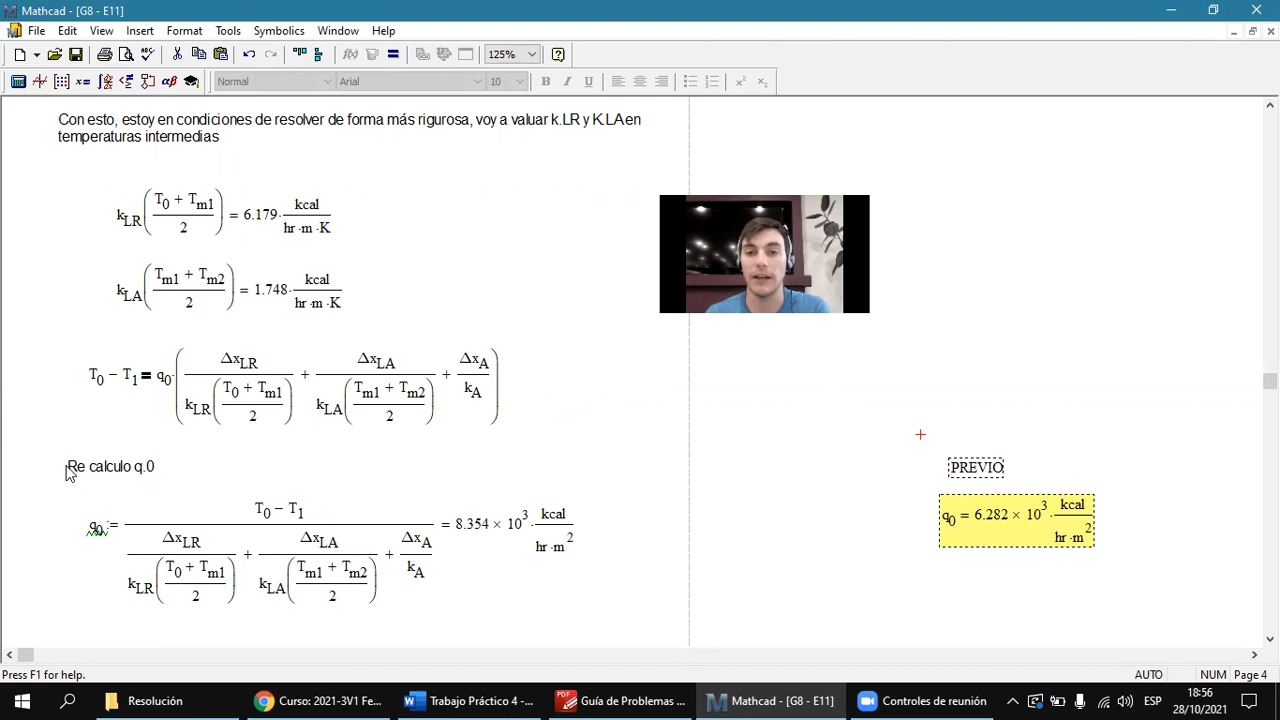 Mathcad - [G8 - E11]
File Edit View Insert Format Tools Symbols Window Help
125%
Normal Arial 10 B I U
Con esto, estoy en condiciones de resolver de forma más rigurosa, voy a valuar k.LR y K.LA en
temperaturas intermedias
k_LR((T_0 + T_m1)/2) = 6.179 · kcal/(hr·m·K)
k_LA((T_m1 + T_m2)/2) = 1.748 · kcal/(hr·m·K)
T_0 − T_1 = q_0·(Δx_LR/k_LR((T_0 + T_m1)/2) + Δx_LA/k_LA((T_m1 + T_m2)/2) + Δx_A/k_A)
Re calculo q.0
PREVIO
q_0 := (T_0 − T_1)/(Δx_LR/k_LR((T_0 + T_m1)/2) + Δx_LA/k_LA((T_m1 + T_m2)/2) + Δx_A/k_A) = 8.354 × 10^3 · kcal/(hr·m^2)
q_0 = 6.282 × 10^3 · kcal/(hr·m^2)
Press F1 for help. AUTO NUM Page 4
Resolución
Curso: 2021-3V1 Fe...
Trabajo Práctico 4 -...
Guía de Problemas ...
Mathcad - [G8 - E11]
Controles de reunión
ESP
18:56
28/10/2021